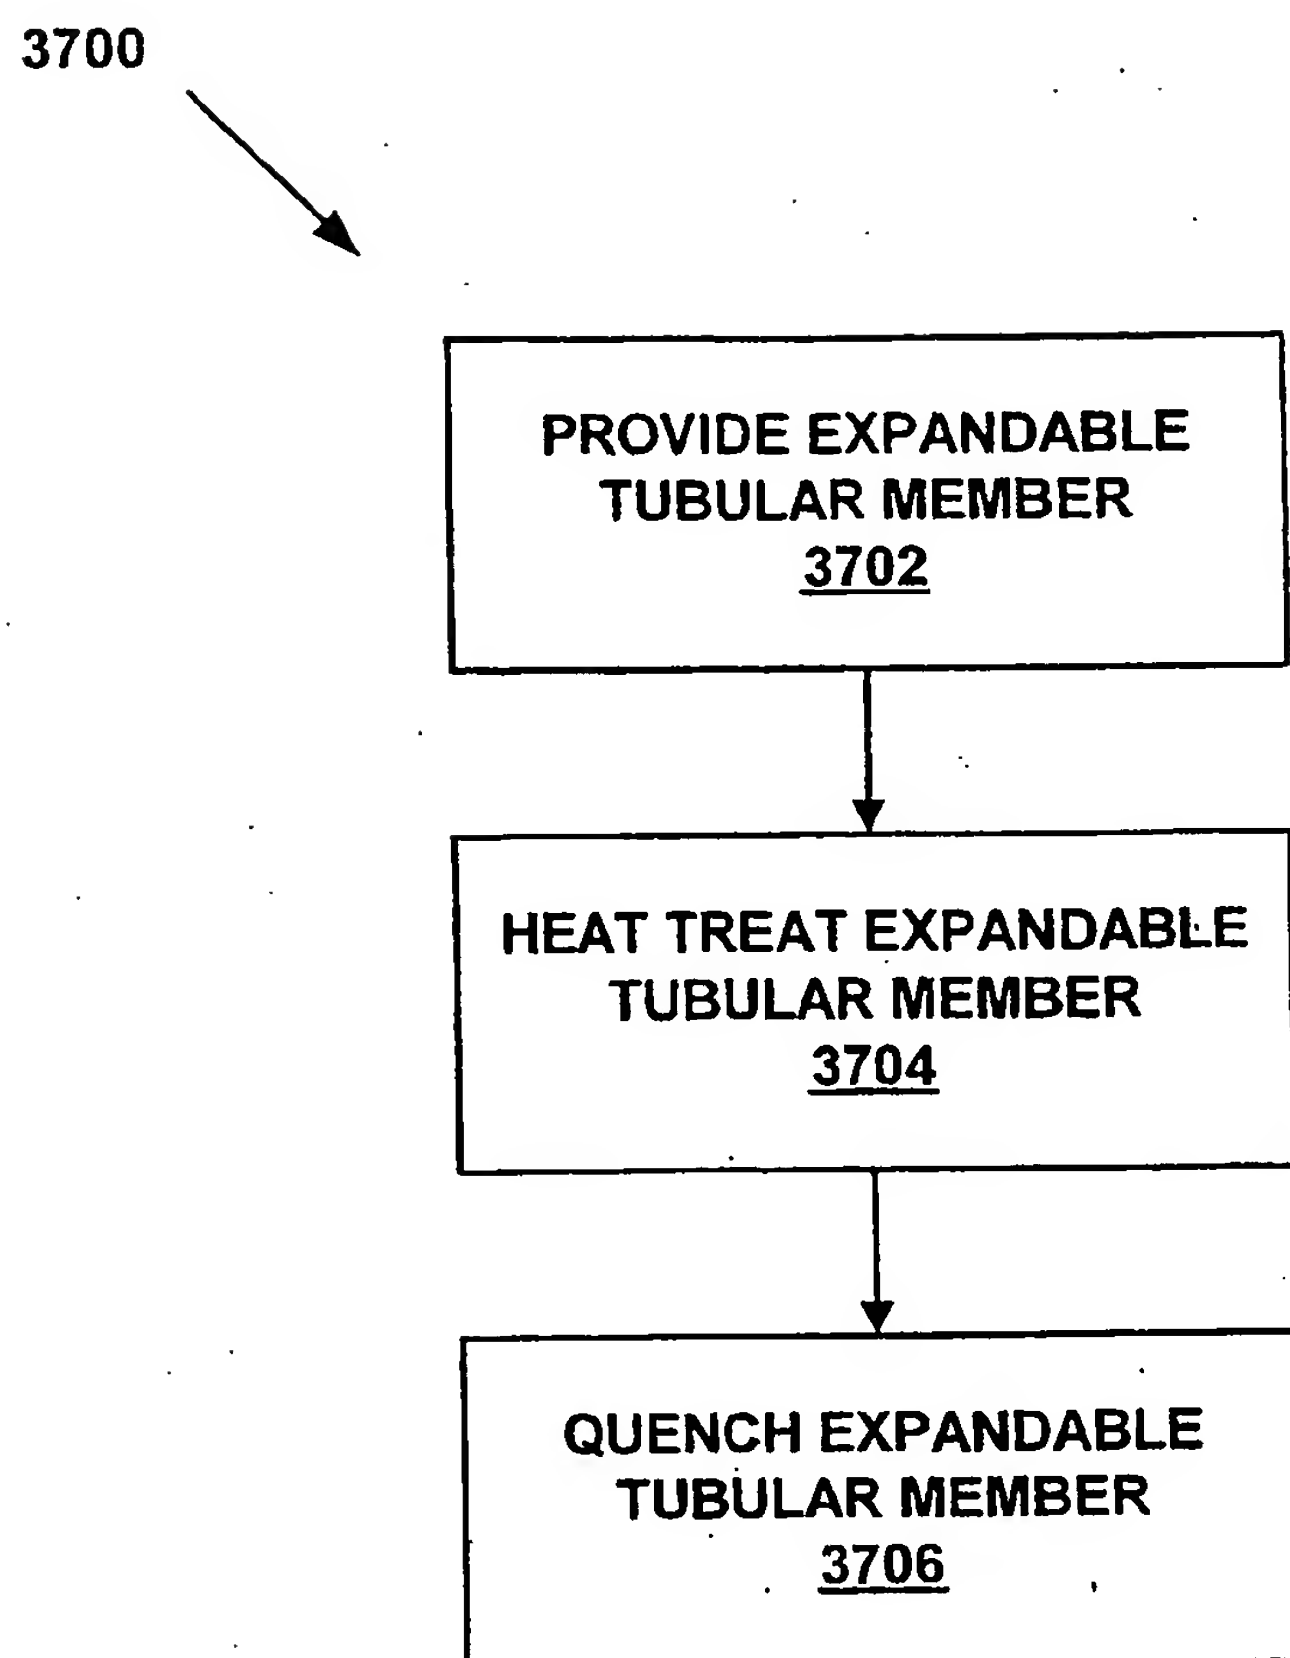 3700
PROVIDE EXPANDABLE
TUBULAR MEMBER
3702
HEAT TREAT EXPANDABLE
TUBULAR MEMBER
3704
QUENCH EXPANDABLE
TUBULAR MEMBER
3706